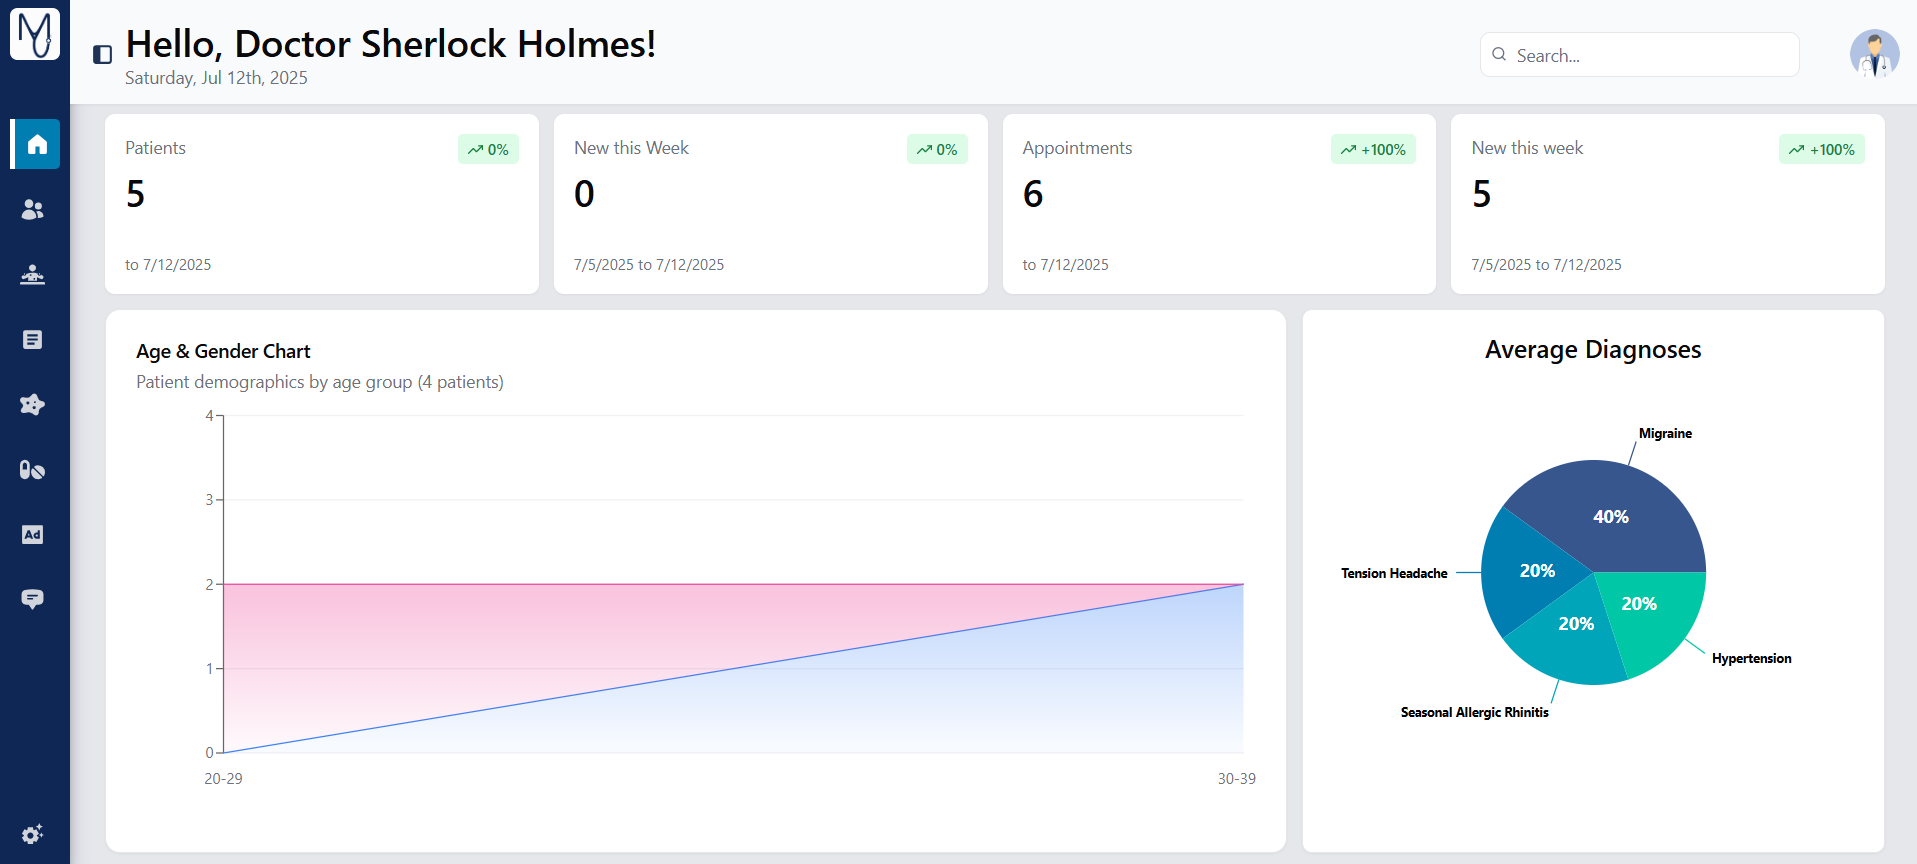 Hello, Doctor Sherlock Holmes!
Saturday, Jul 12th, 2025
Search...
Patients
0%
5
to 7/12/2025
New this Week
0%
0
7/5/2025 to 7/12/2025
Appointments
+100%
6
to 7/12/2025
New this week
+100%
5
7/5/2025 to 7/12/2025
Ad
Age & Gender Chart
Patient demographics by age group (4 patients)
4
3
2
1
0
20-29
30-39
Average Diagnoses
Migraine
40%
Tension Headache
20%
20%
20%
Hypertension
Seasonal Allergic Rhinitis